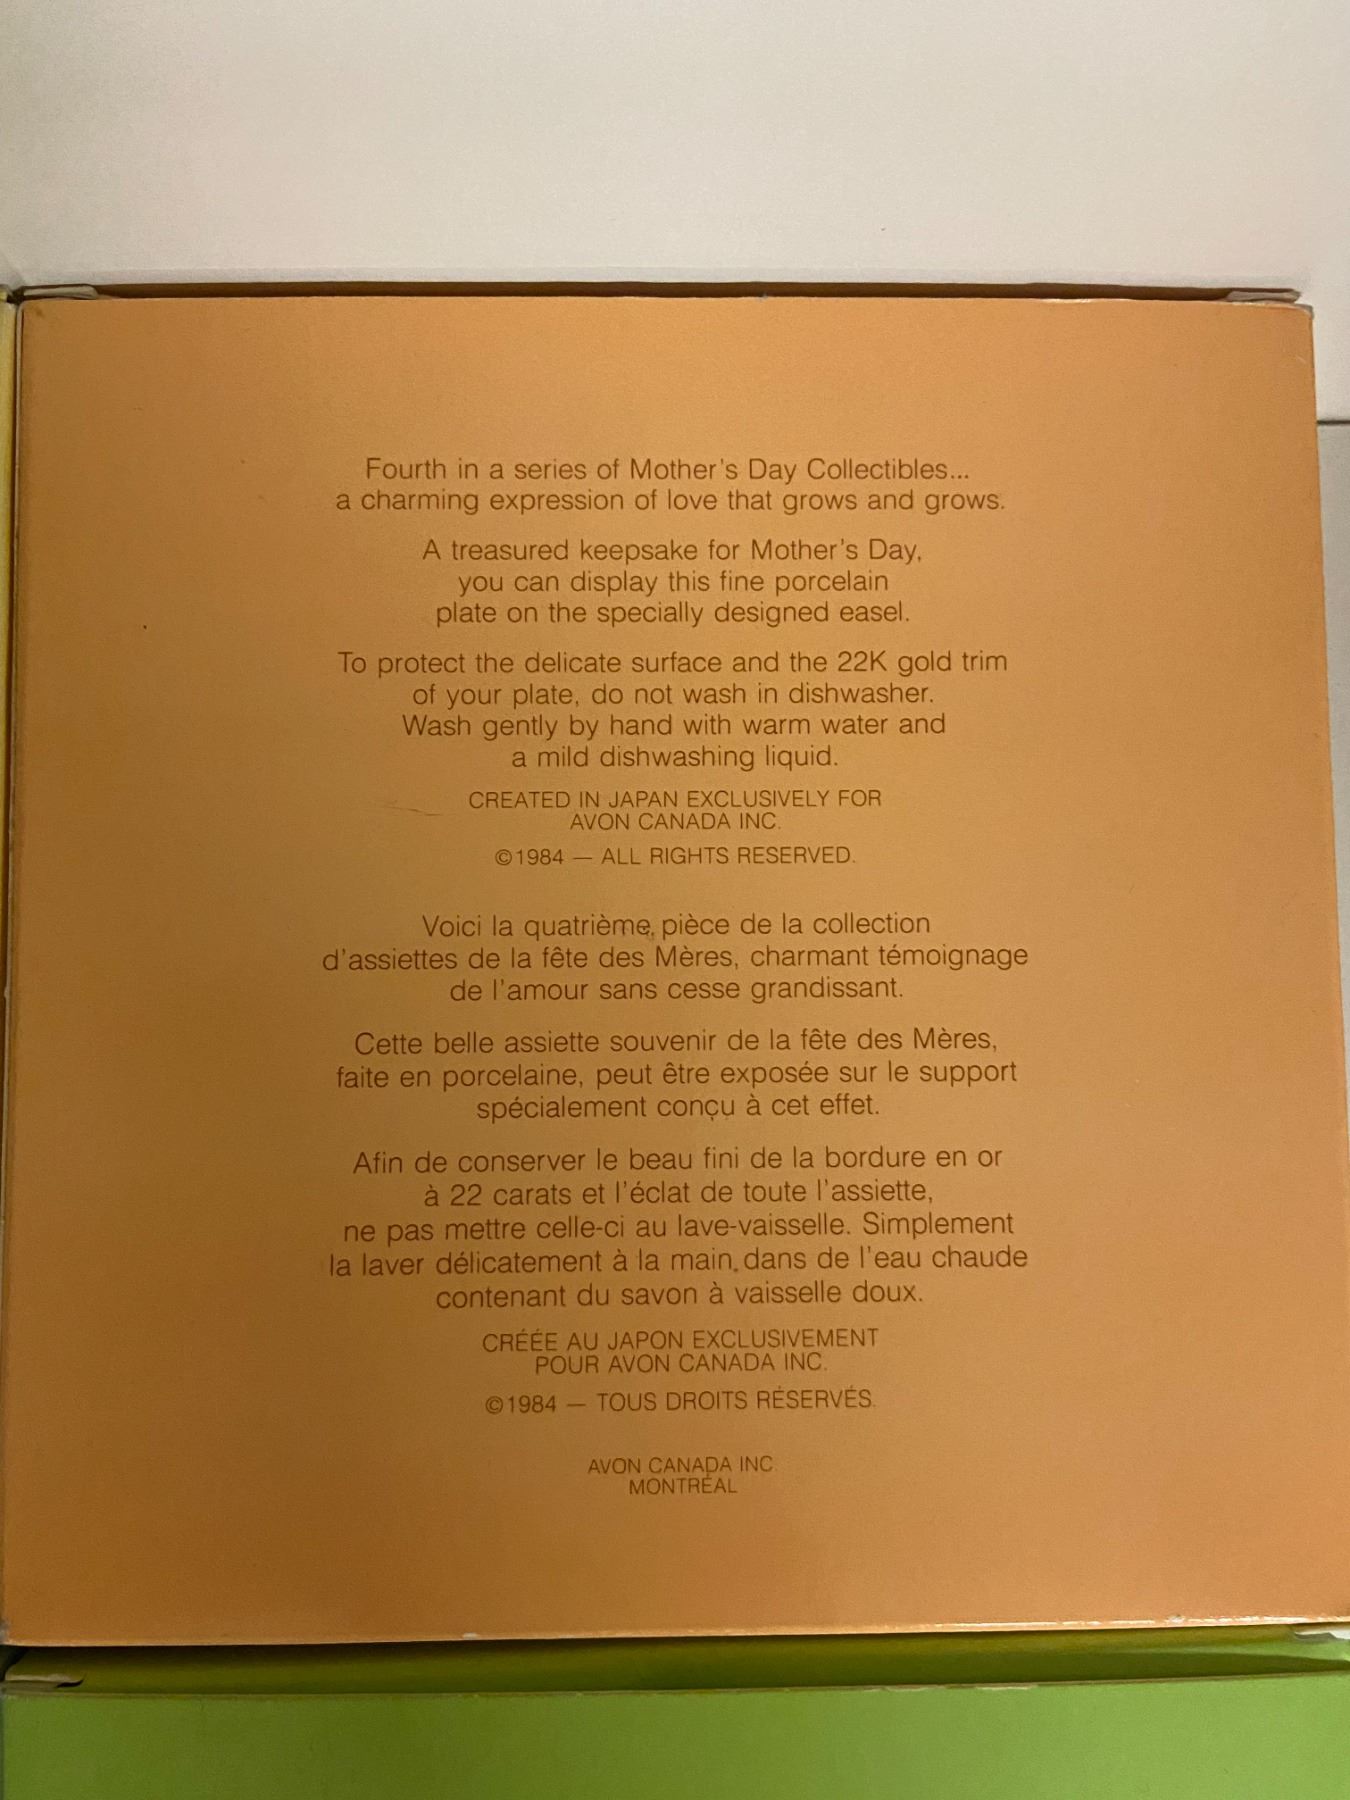 Fourth in a series of Mother's Day Collectibles...
a charming expression of love that grows and grows.
A treasured keepsake for Mother's Day,
you can display this fine porcelain
plate on the specially designed easel.
To protect the delicate surface and the 22K gold trim
of your plate, do not wash in dishwasher.
Wash gently by hand with warm water and
a mild dishwashing liquid.
CREATED IN JAPAN EXCLUSIVELY FOR
AVON CANADA INC.
©1984 — ALL RIGHTS RESERVED.
Voici la quatrième pièce de la collection
d'assiettes de la fête des Mères, charmant témoignage
de l'amour sans cesse grandissant.
Cette belle assiette souvenir de la fête des Mères,
faite en porcelaine, peut être exposée sur le support
spécialement conçu à cet effet.
Afin de conserver le beau fini de la bordure en or
à 22 carats et l'éclat de toute l'assiette,
ne pas mettre celle-ci au lave-vaisselle. Simplement
la laver délicatement à la main dans de l'eau chaude
contenant du savon à vaisselle doux.
CRÉÉE AU JAPON EXCLUSIVEMENT
POUR AVON CANADA INC.
©1984 — TOUS DROITS RÉSERVÉS.
AVON CANADA INC.
MONTRÉAL